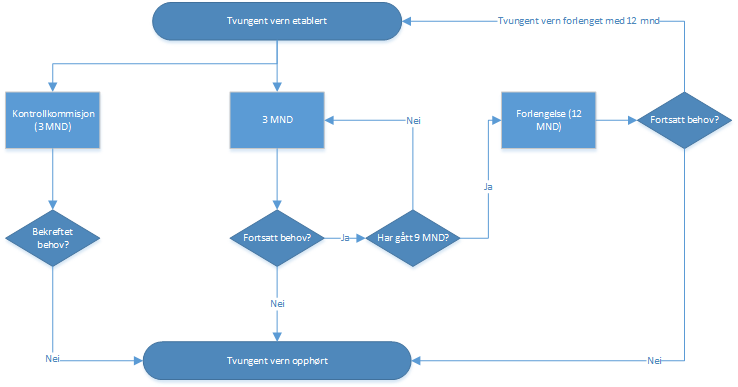 Tvungent vern etablert
Tvungent vern forlenget med 12 mnd
Kontrollkommisjon
(3 MND)
3 MND
Nei
Forlengelse (12
MND)
Fortsatt behov?
Ja
Bekreftet
behov?
Fortsatt behov?
Ja
Har gått 9 MND?
Nei
Nei
Tvungent vern opphørt
Nei